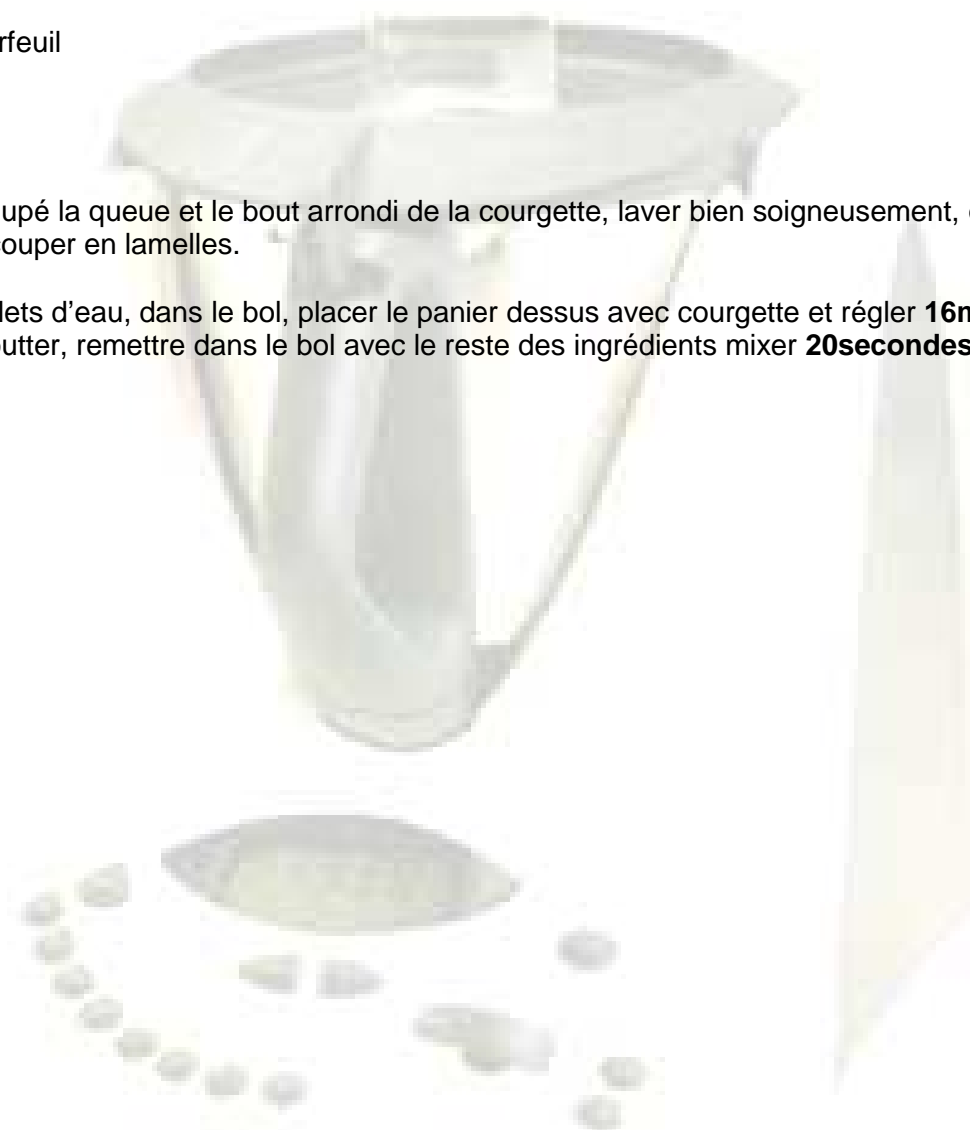 rfeuil
upé la queue et le bout arrondi de la courgette, laver bien soigneusement,
couper en lamelles.
lets d’eau, dans le bol, placer le panier dessus avec courgette et régler 16m
outter, remettre dans le bol avec le reste des ingrédients mixer 20secondes